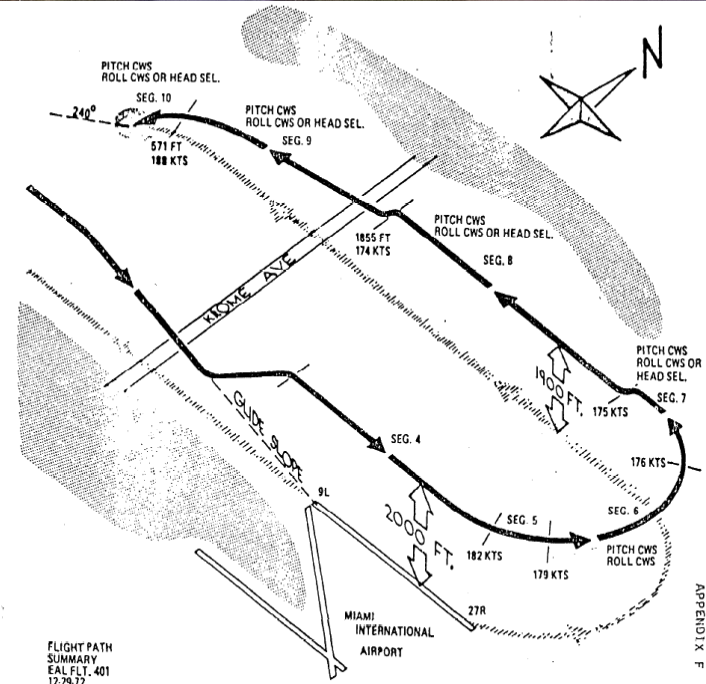 N
PITCH CWS
ROLL CWS OR HEAD SEL.
SEG. 10
240°
571 FT
188 KTS
PITCH CWS
ROLL CWS OR HEAD SEL.
SEG. 9
1855 FT
174 KTS
PITCH CWS
ROLL CWS OR HEAD SEL.
SEG. 8
KROME AVE
1900 FT.
PITCH CWS
ROLL CWS OR
HEAD SEL.
SEG. 7
175 KTS
176 KTS
GLIDE SLOPE
SEG. 4
9L
2000 FT.
SEG. 5
SEG. 6
182 KTS
179 KTS
PITCH CWS
ROLL CWS
27R
MIAMI
INTERNATIONAL
AIRPORT
FLIGHT PATH
SUMMARY
EAL FLT. 401
12-29-72
APPENDIX F